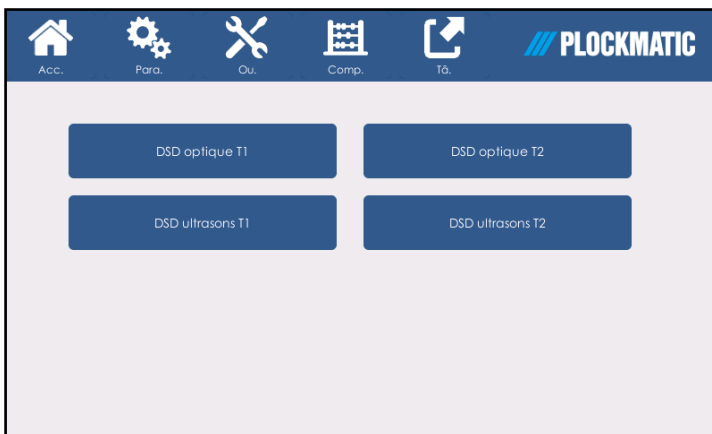 PLOCKMATIC
Acc. Para. Ou. Comp. Tâ.
DSD optique T1 DSD optique T2
DSD ultrasons T1 DSD ultrasons T2